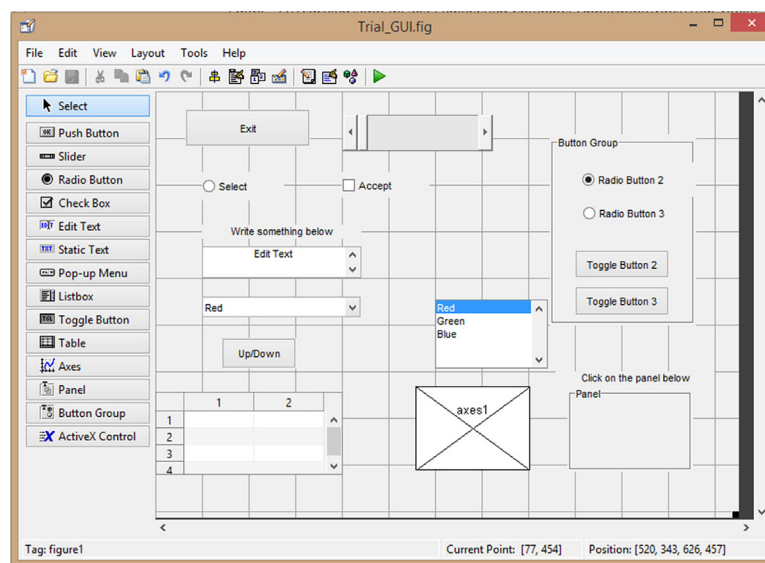 Trial_GUI.fig
File Edit View Layout Tools Help
Select
Push Button
Slider
Radio Button
Check Box
Edit Text
Static Text
Pop-up Menu
Listbox
Toggle Button
Table
Axes
Panel
Button Group
ActiveX Control
Exit
Select
Accept
Write something below
Edit Text
Red
Up/Down
1 2
1
2
3
4
Red
Green
Blue
axes1
Button Group
Radio Button 2
Radio Button 3
Toggle Button 2
Toggle Button 3
Click on the panel below
Panel
Tag: figure1
Current Point: [77, 454]
Position: [520, 343, 626, 457]